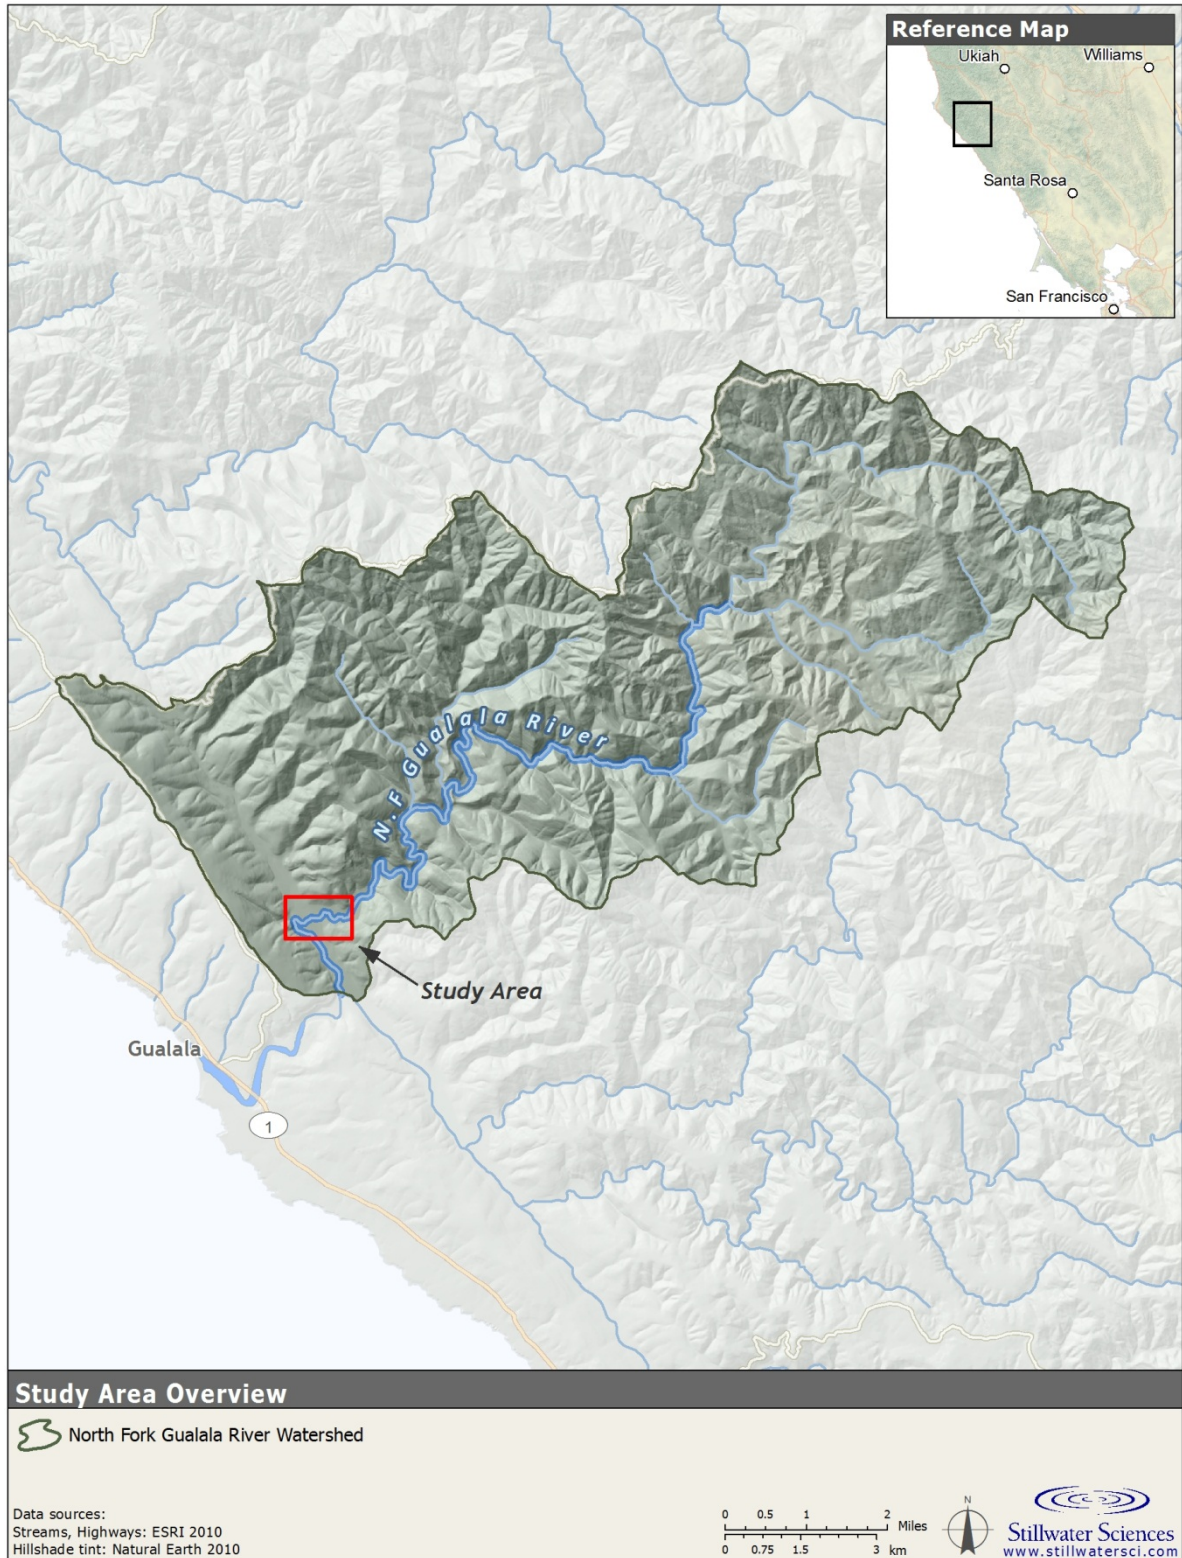 Reference Map
Ukiah
Williams
Santa Rosa
San Francisco
N.F Gualala River
Study Area
Gualala
1
Study Area Overview
North Fork Gualala River Watershed
Data sources:
Streams, Highways: ESRI 2010
Hillshade tint: Natural Earth 2010
0 0.5 1 2 Miles
0 0.75 1.5 3 km
N
Stillwater Sciences
www.stillwatersci.com